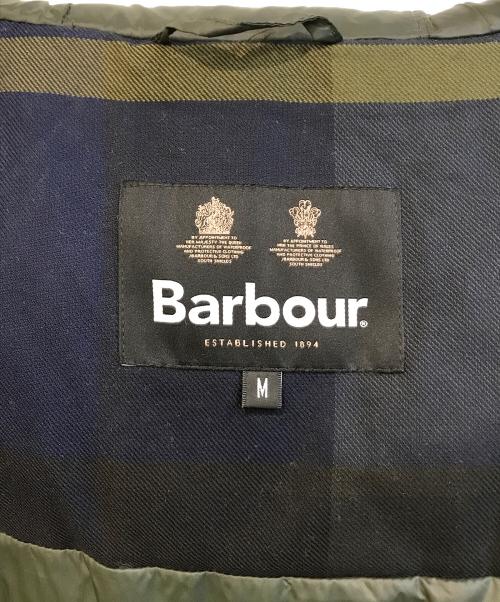 BY APPOINTMENT TO
HER MAJESTY THE QUEEN
MANUFACTURERS OF WATERPROOF
AND PROTECTIVE CLOTHING
J.BARBOUR & SONS LTD
SOUTH SHIELDS
BY APPOINTMENT TO
HRH THE PRINCE OF WALES
MANUFACTURERS OF WATERPROOF
AND PROTECTIVE CLOTHING
J.BARBOUR & SONS LTD
SOUTH SHIELDS
Barbour®
ESTABLISHED 1894
M